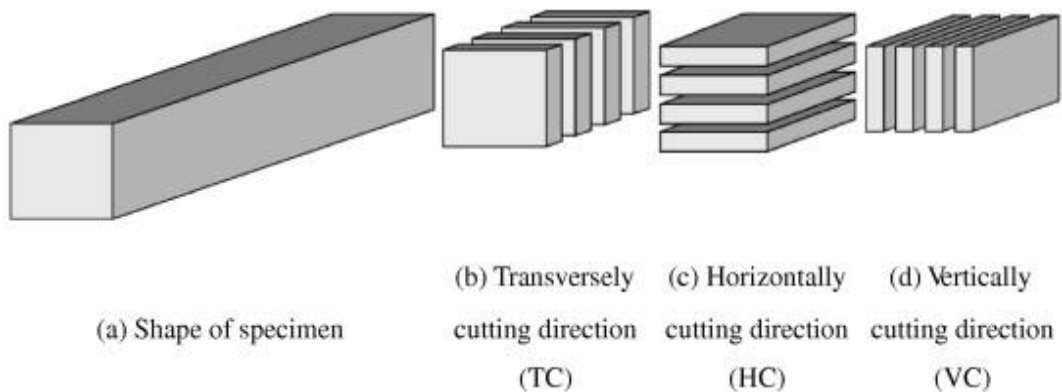 (b) Transversely (c) Horizontally (d) Vertically
(a) Shape of specimen cutting direction cutting direction cutting direction
(TC) (HC) (VC)